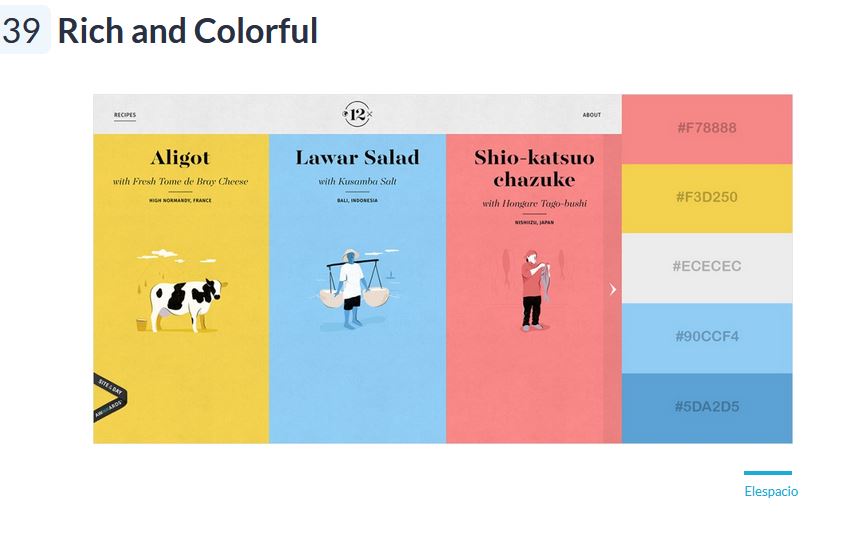 39 Rich and Colorful
RECIPES
12
ABOUT
Aligot
with Fresh Tome de Bray Cheese
HIGH NORMANDY, FRANCE
Lawar Salad
with Kusamba Salt
BALI, INDONESIA
Shio-katsuo
chazuke
with Hongare Tago-bushi
NISHIIZU, JAPAN
SITE DAY
AWWWARDS
#F78888
#F3D250
#ECECEC
#90CCF4
#5DA2D5
Elespacio